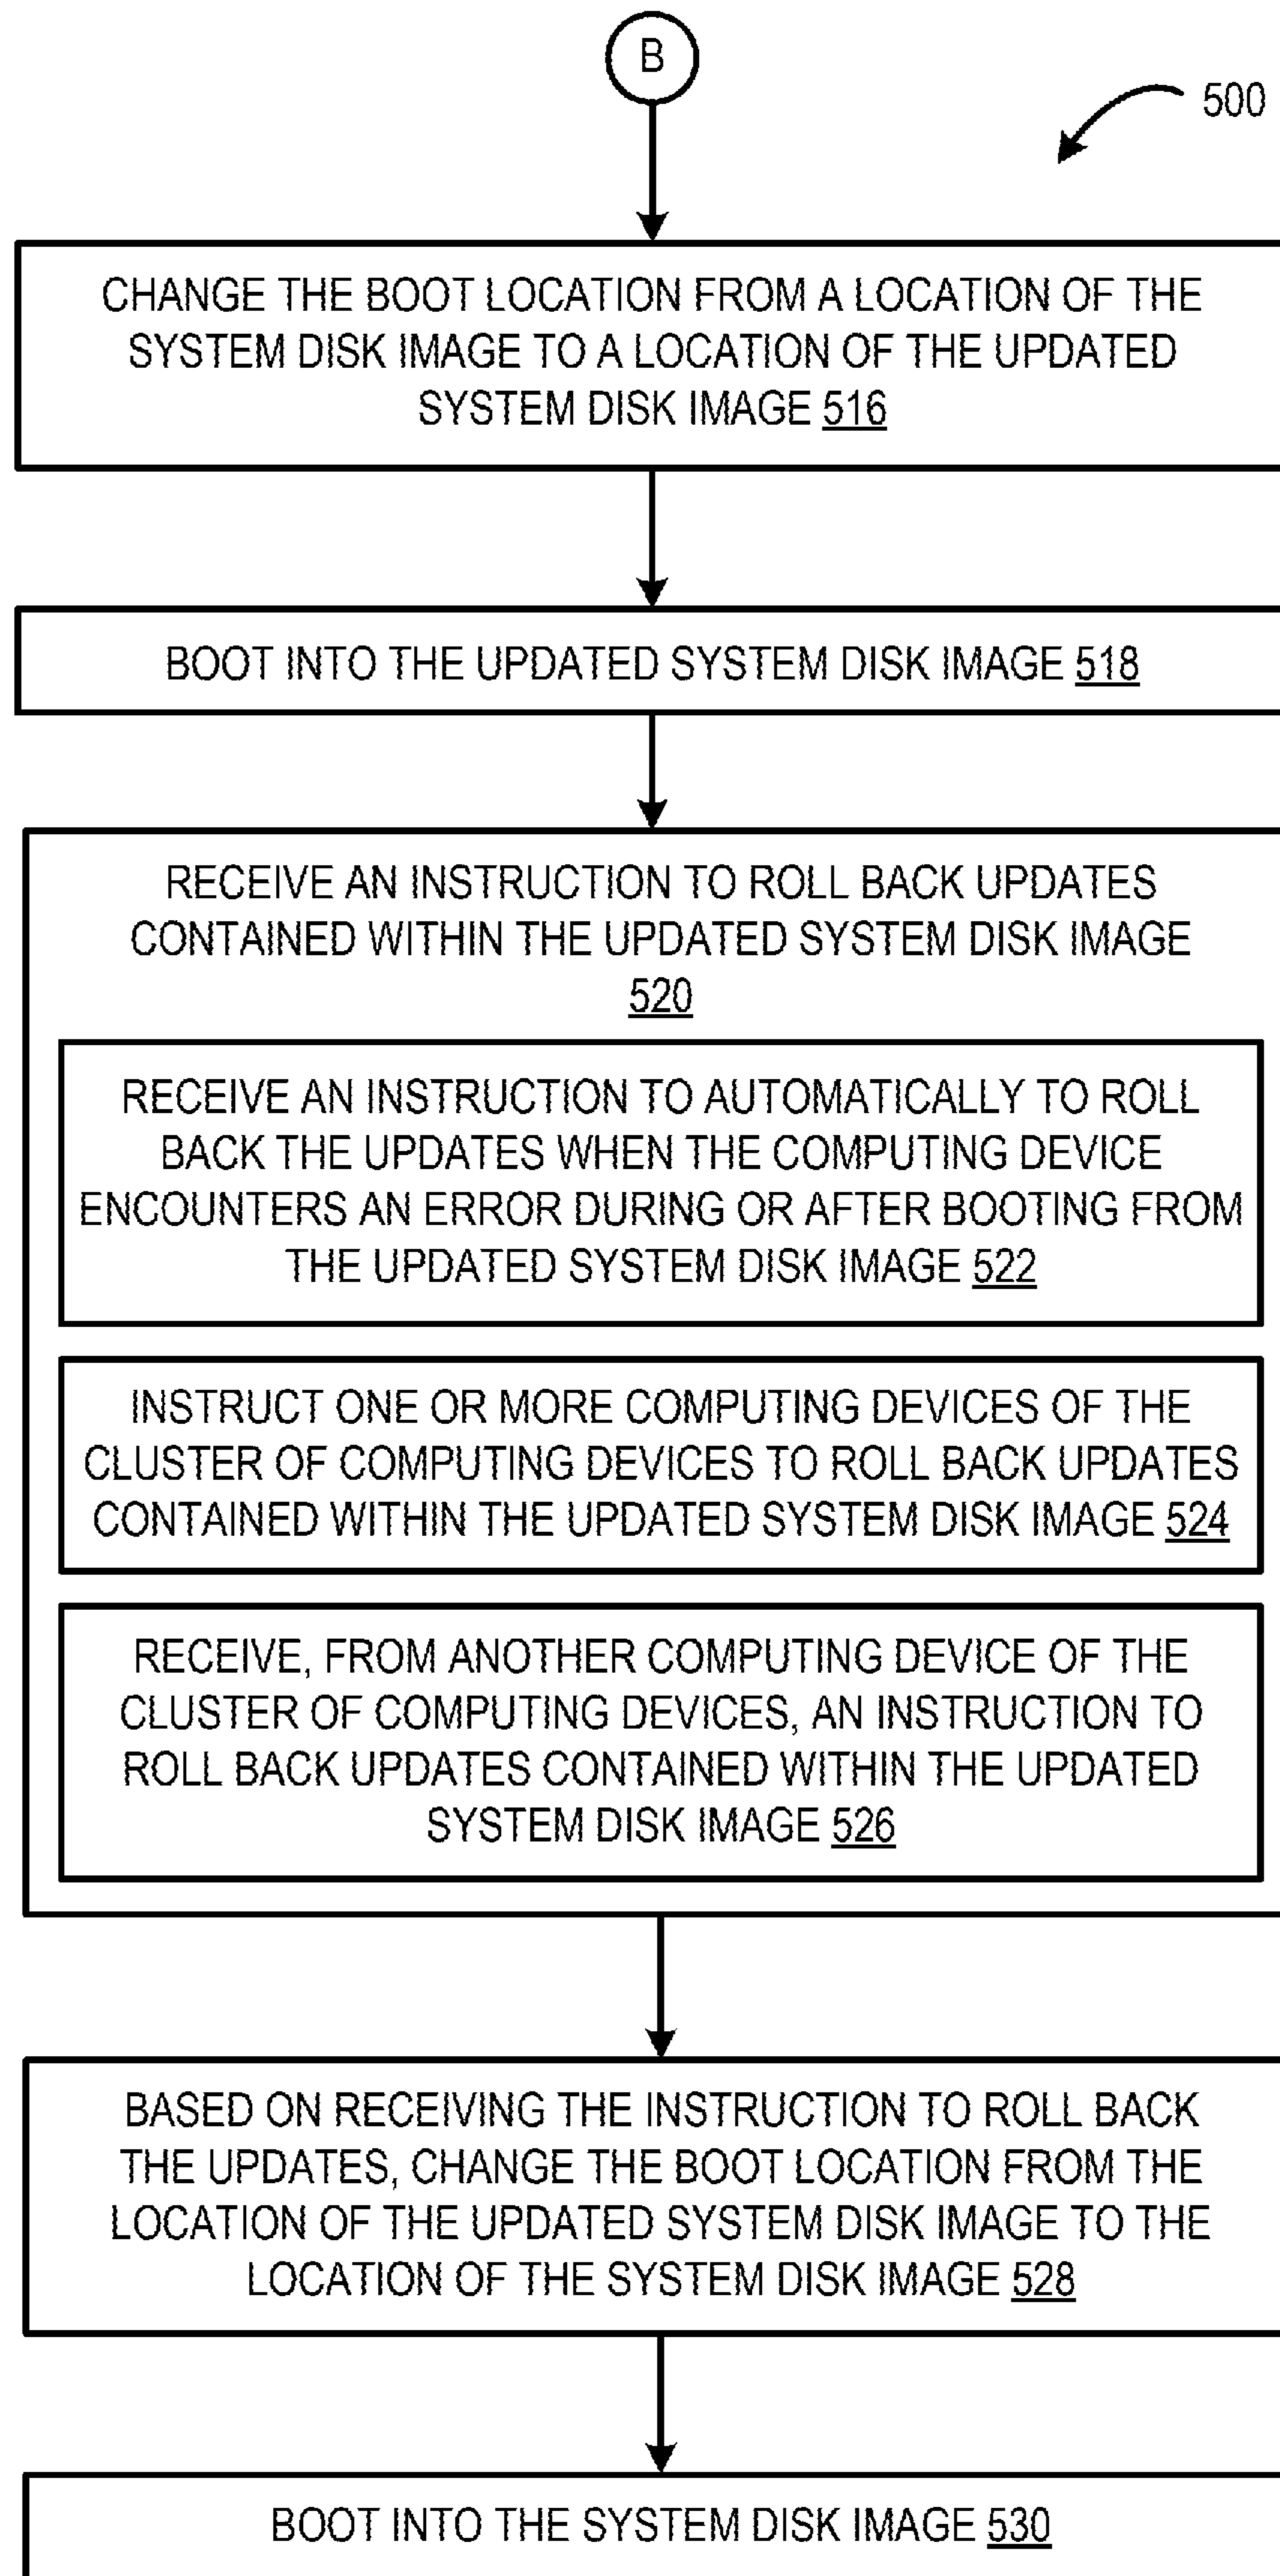 B
500
CHANGE THE BOOT LOCATION FROM A LOCATION OF THE
SYSTEM DISK IMAGE TO A LOCATION OF THE UPDATED
SYSTEM DISK IMAGE 516
BOOT INTO THE UPDATED SYSTEM DISK IMAGE 518
RECEIVE AN INSTRUCTION TO ROLL BACK UPDATES
CONTAINED WITHIN THE UPDATED SYSTEM DISK IMAGE
520
RECEIVE AN INSTRUCTION TO AUTOMATICALLY TO ROLL
BACK THE UPDATES WHEN THE COMPUTING DEVICE
ENCOUNTERS AN ERROR DURING OR AFTER BOOTING FROM
THE UPDATED SYSTEM DISK IMAGE 522
INSTRUCT ONE OR MORE COMPUTING DEVICES OF THE
CLUSTER OF COMPUTING DEVICES TO ROLL BACK UPDATES
CONTAINED WITHIN THE UPDATED SYSTEM DISK IMAGE 524
RECEIVE, FROM ANOTHER COMPUTING DEVICE OF THE
CLUSTER OF COMPUTING DEVICES, AN INSTRUCTION TO
ROLL BACK UPDATES CONTAINED WITHIN THE UPDATED
SYSTEM DISK IMAGE 526
BASED ON RECEIVING THE INSTRUCTION TO ROLL BACK
THE UPDATES, CHANGE THE BOOT LOCATION FROM THE
LOCATION OF THE UPDATED SYSTEM DISK IMAGE TO THE
LOCATION OF THE SYSTEM DISK IMAGE 528
BOOT INTO THE SYSTEM DISK IMAGE 530